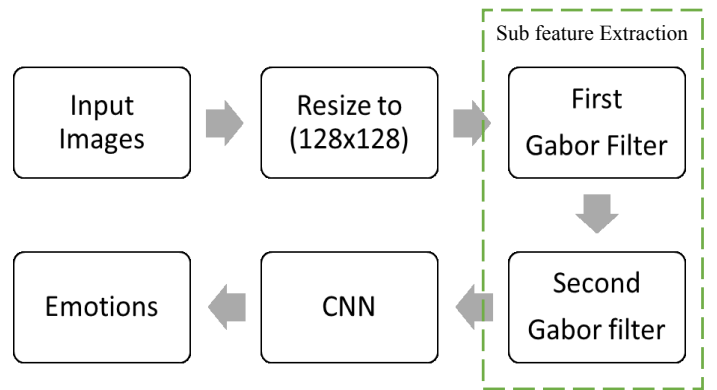 Sub feature Extraction
Input
Images
Resize to
(128x128)
First
Gabor Filter
Second
Gabor filter
CNN
Emotions